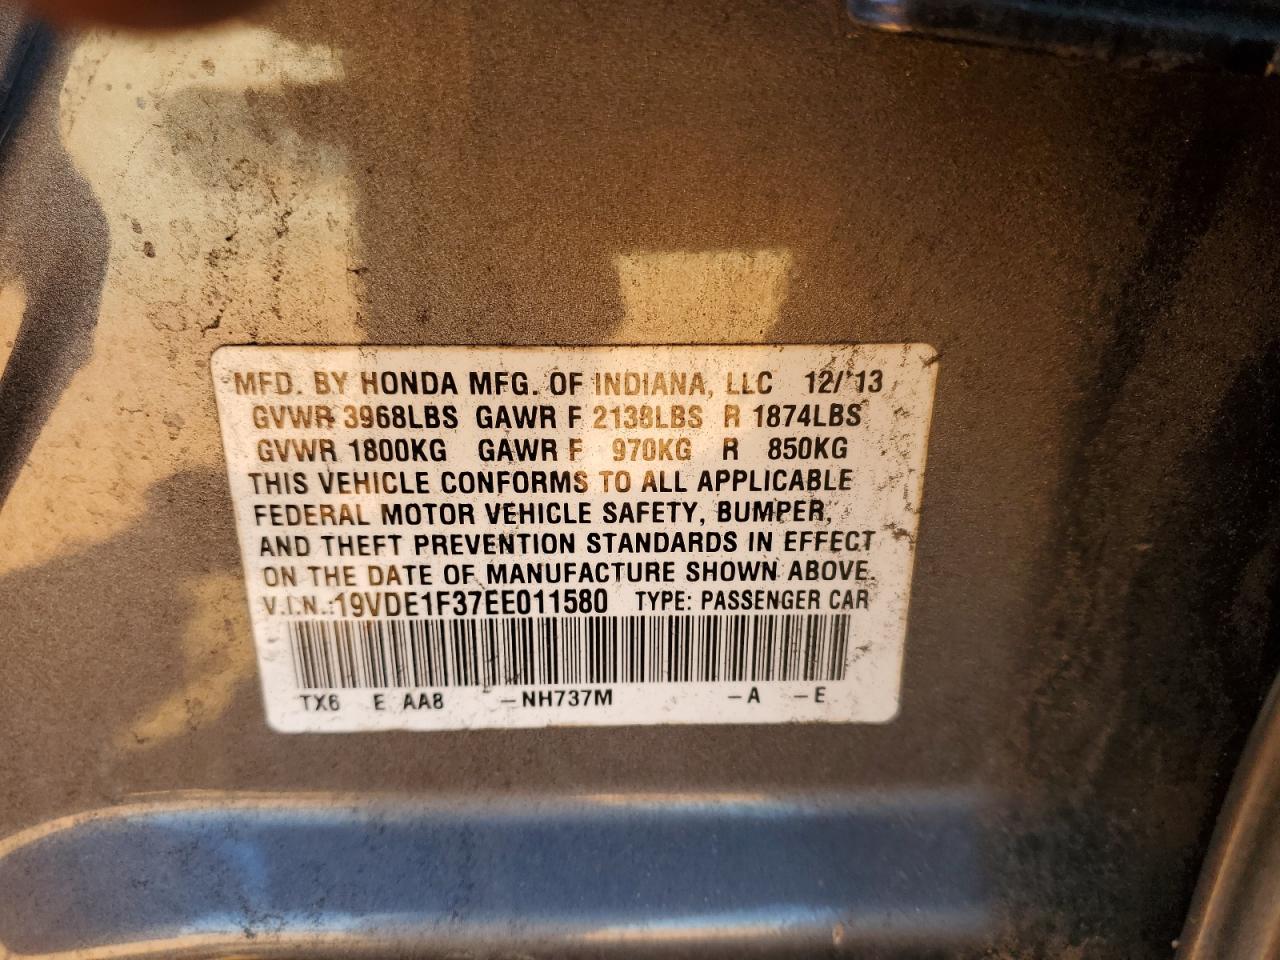 MFD. BY HONDA MFG. OF INDIANA, LLC 12/'13
GVWR 3968LBS GAWR F 2138LBS R 1874LBS
GVWR 1800KG GAWR F 970KG R 850KG
THIS VEHICLE CONFORMS TO ALL APPLICABLE
FEDERAL MOTOR VEHICLE SAFETY, BUMPER,
AND THEFT PREVENTION STANDARDS IN EFFECT
ON THE DATE OF MANUFACTURE SHOWN ABOVE.
V.I.N.:19VDE1F37EE011580 TYPE: PASSENGER CAR
TX6 E AA8 -NH737M -A -E